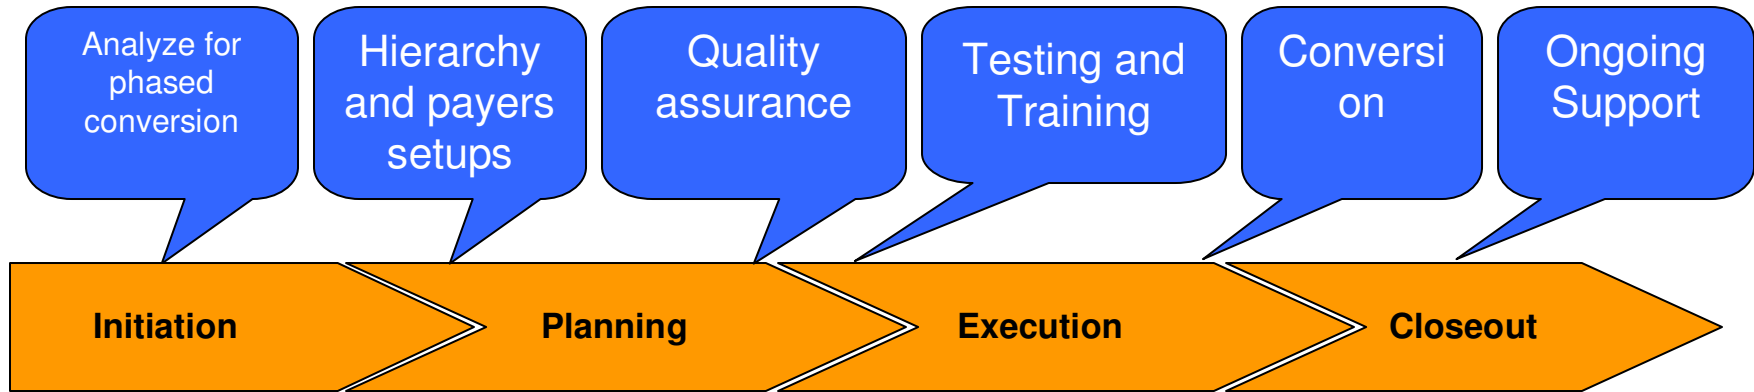 Analyze for
phased
conversion
Hierarchy
and payers
setups
Quality
assurance
Testing and
Training
Conversi
on
Ongoing
Support
Initiation
Planning
Execution
Closeout